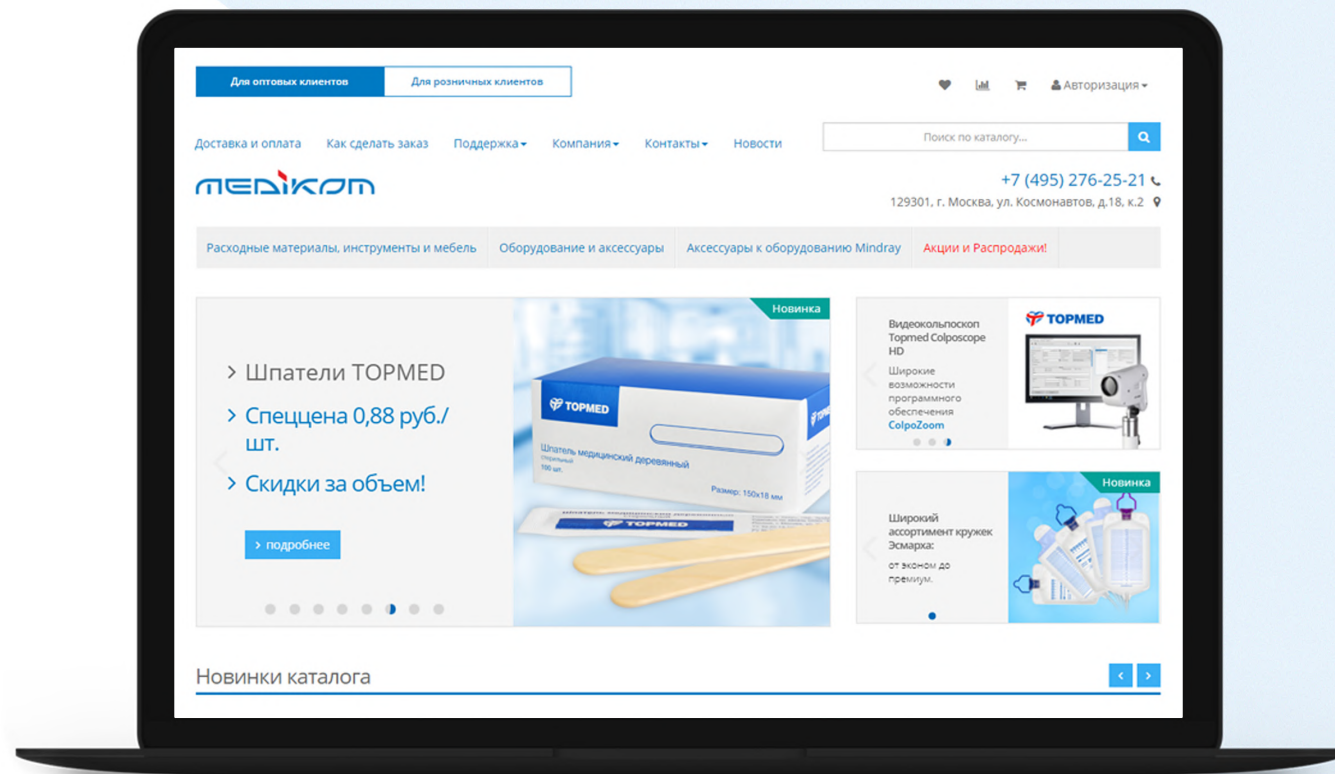 Для оптовых клиентов
Для розничных клиентов
Авторизация
Доставка и оплата
Как сделать заказ
Поддержка
Компания
Контакты
Новости
Поиск по каталогу...
medikom
+7 (495) 276-25-21
129301, г. Москва, ул. Космонавтов, д.18, к.2
Расходные материалы, инструменты и мебель
Оборудование и аксессуары
Аксессуары к оборудованию Mindray
Акции и Распродажи!
Шпатели TOPMED
Спеццена 0,88 руб./
шт.
Скидки за объем!
подробнее
Новинка
TOPMED
Шпатель медицинский деревянный
стерильный
100 шт.
Размер: 150х18 мм
TOPMED
Видеокольпоскоп
Topmed Colposcope
HD
Широкие
возможности
программного
обеспечения
ColpoZoom
TOPMED
Новинка
Широкий
ассортимент кружек
Эсмарха:
от эконом до
премиум.
Новинки каталога